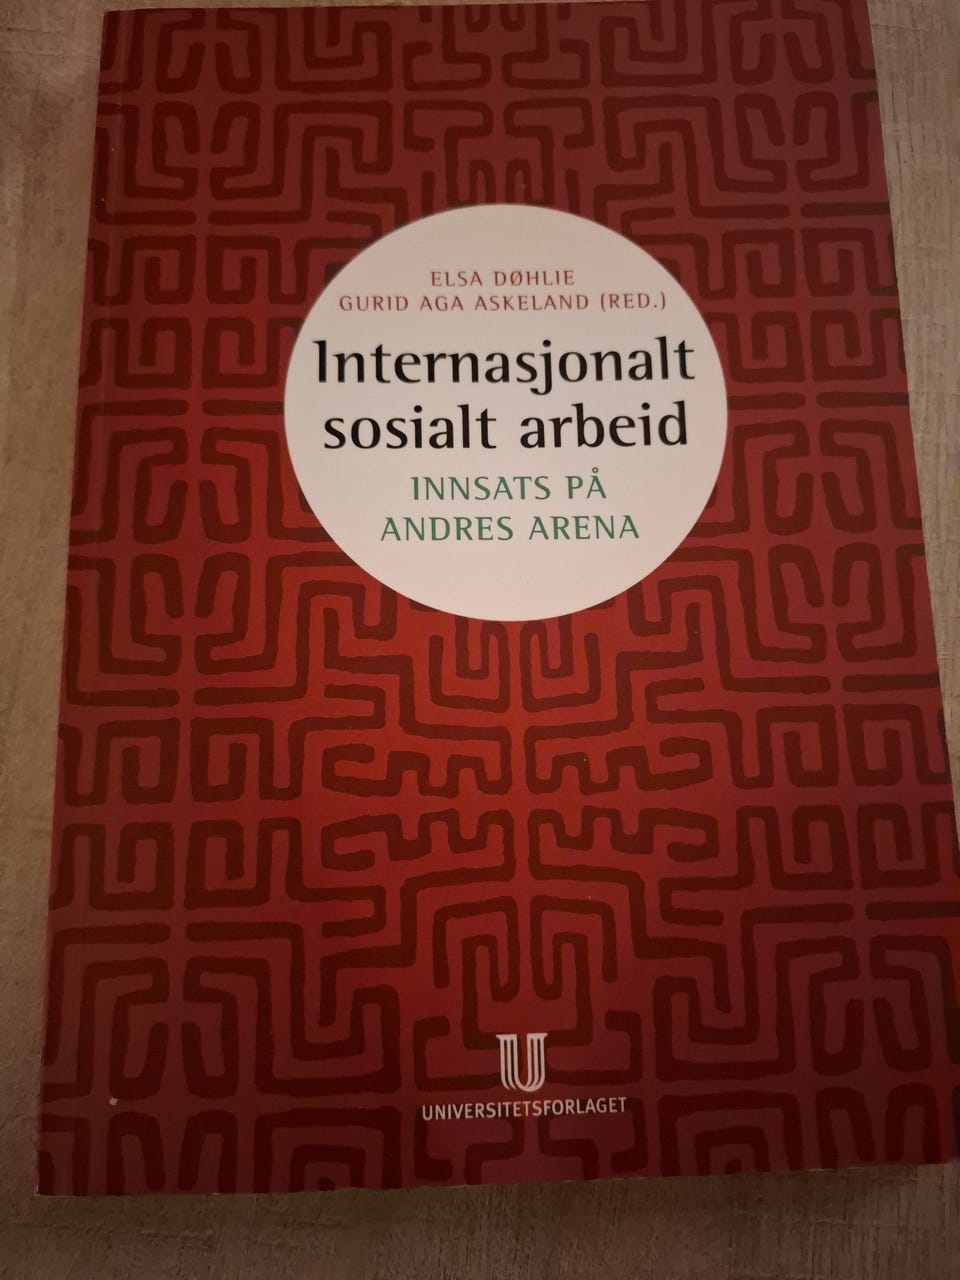 ELSA DØHLIE
GURID AGA ASKELAND (RED.)
Internasjonalt
sosialt arbeid
INNSATS PÅ
ANDRES ARENA
U
UNIVERSITETSFORLAGET